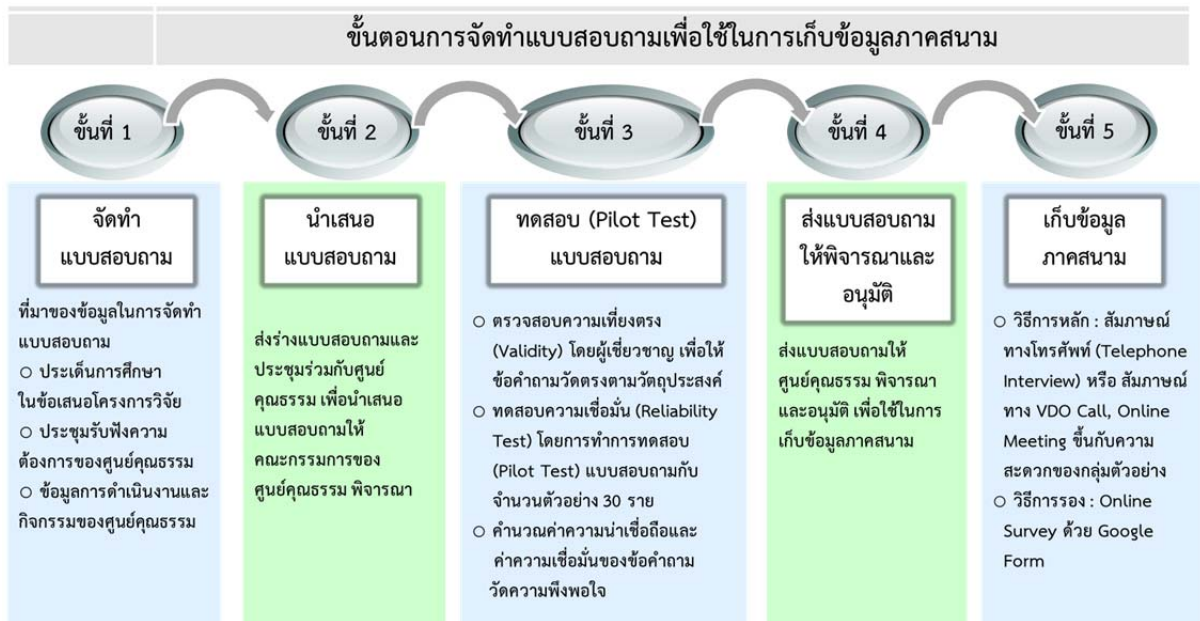 ขั้นตอนการจัดทำแบบสอบถามเพื่อใช้ในการเก็บข้อมูลภาคสนาม
ขั้นที่ 1
ขั้นที่ 2
ขั้นที่ 3
ขั้นที่ 4
ขั้นที่ 5
จัดทำ
แบบสอบถาม
ที่มาของข้อมูลในการจัดทำ
แบบสอบถาม
○ ประเด็นการศึกษา
ในข้อเสนอโครงการวิจัย
○ ประชุมรับฟังความ
ต้องการของศูนย์คุณธรรม
○ ข้อมูลการดำเนินงานและ
กิจกรรมของศูนย์คุณธรรม
นำเสนอ
แบบสอบถาม
ส่งร่างแบบสอบถามและ
ประชุมร่วมกับศูนย์
คุณธรรม เพื่อนำเสนอ
แบบสอบถามให้
คณะกรรมการของ
ศูนย์คุณธรรม พิจารณา
ทดสอบ (Pilot Test)
แบบสอบถาม
○ ตรวจสอบความเที่ยงตรง
(Validity) โดยผู้เชี่ยวชาญ เพื่อให้
ข้อคำถามวัดตรงตามวัตถุประสงค์
○ ทดสอบความเชื่อมั่น (Reliability
Test) โดยการทำการทดสอบ
(Pilot Test) แบบสอบถามกับ
จำนวนตัวอย่าง 30 ราย
○ คำนวณค่าความน่าเชื่อถือและ
ค่าความเชื่อมั่นของข้อคำถาม
วัดความพึงพอใจ
ส่งแบบสอบถาม
ให้พิจารณาและ
อนุมัติ
ส่งแบบสอบถามให้
ศูนย์คุณธรรม พิจารณา
และอนุมัติ เพื่อใช้ในการ
เก็บข้อมูลภาคสนาม
เก็บข้อมูล
ภาคสนาม
○ วิธีการหลัก : สัมภาษณ์
ทางโทรศัพท์ (Telephone
Interview) หรือ สัมภาษณ์
ทาง VDO Call, Online
Meeting ขึ้นกับความ
สะดวกของกลุ่มตัวอย่าง
○ วิธีการรอง : Online
Survey ด้วย Google
Form